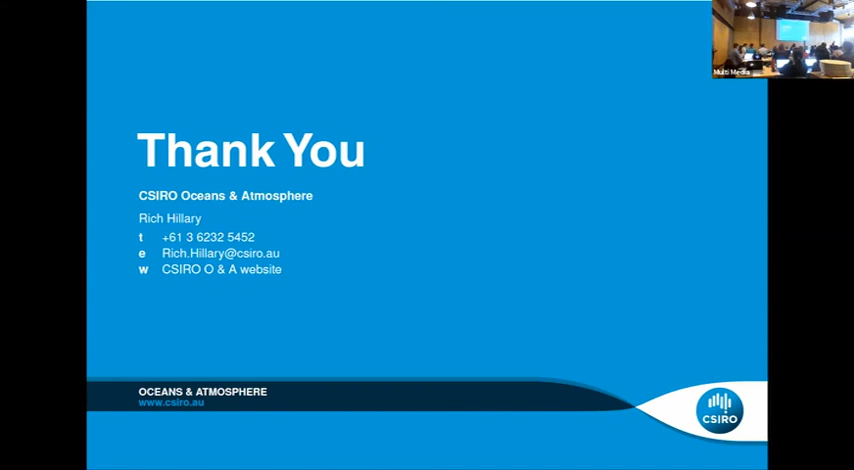 Multi Media
Thank You
CSIRO Oceans & Atmosphere
Rich Hillary
t +61 3 6232 5452
e Rich.Hillary@csiro.au
w CSIRO O & A website
OCEANS & ATMOSPHERE
www.csiro.au
CSIRO